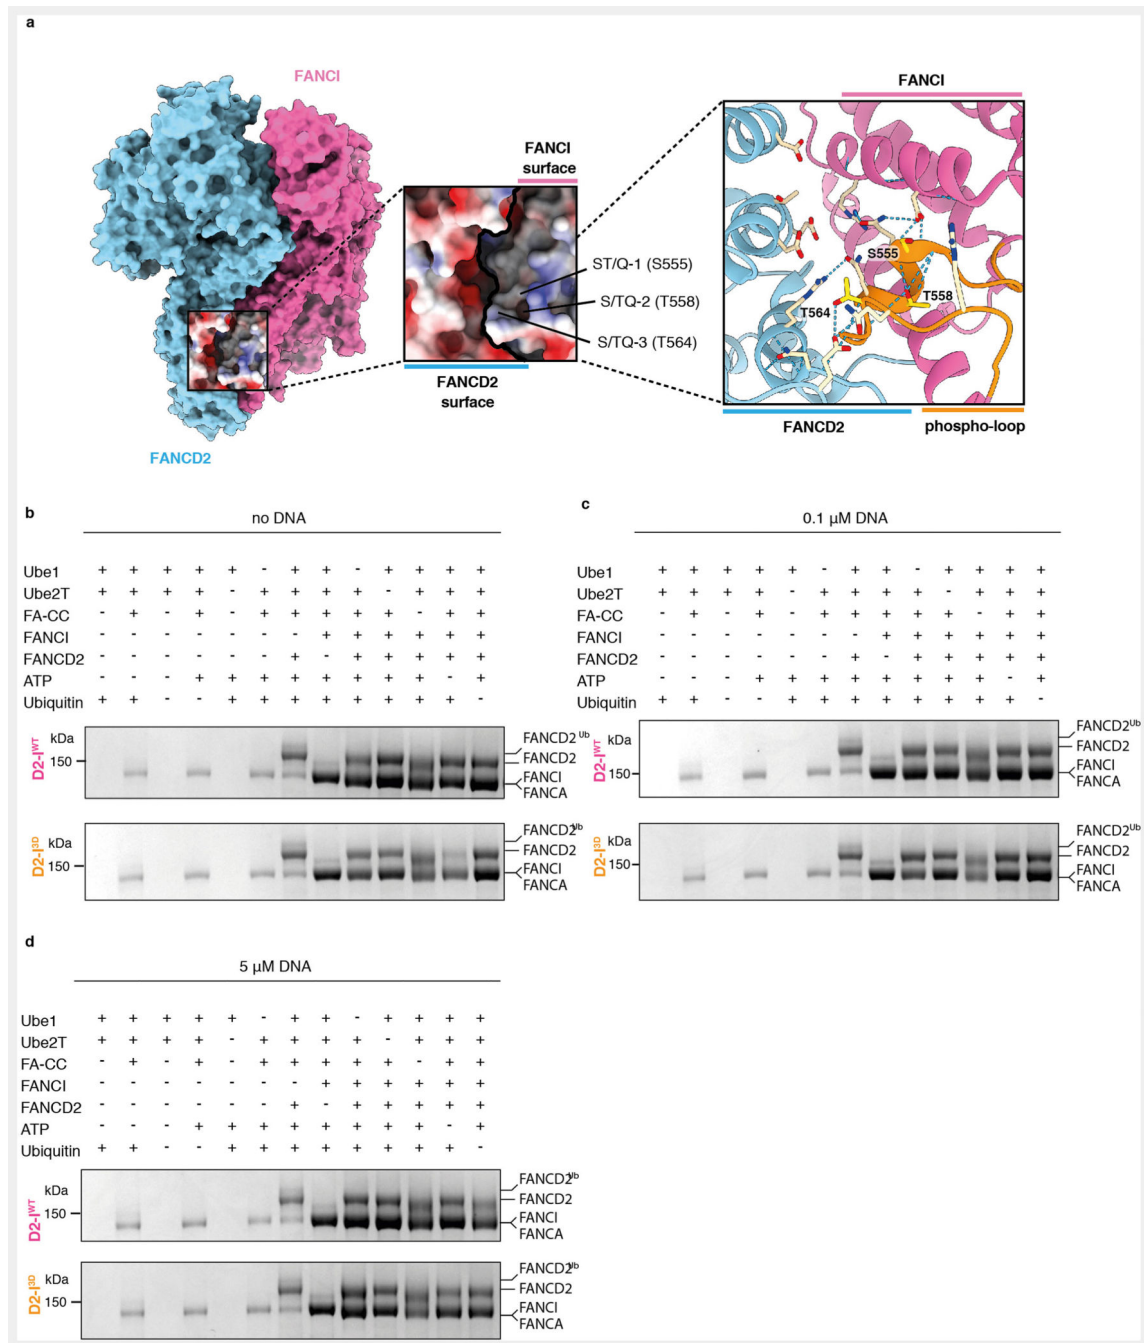 a
FANCI
FANCD2
FANCI
surface
ST/Q-1 (S555)
S/TQ-2 (T558)
S/TQ-3 (T564)
FANCD2
surface
FANCI
S555
T558
T564
FANCD2
phospho-loop
b
no DNA
Ube1 + + + + + - + + - + + + +
Ube2T + + + + - + + + + - + + +
FA-CC - + - + - + + + + + - + +
FANCI - - - - - - - + + + + + +
FANCD2 - - - - - - + - + + + + +
ATP - - - + + + + + + + + - +
Ubiquitin + + - - + + + + + + + + -
D2-I^WT
kDa
150
FANCD2^Ub
FANCD2
FANCI
FANCA
D2-I^3D
kDa
150
FANCD2^Ub
FANCD2
FANCI
FANCA
c
0.1 μM DNA
Ube1 + + + + + - + + - + + + +
Ube2T + + + + - + + + + - + + +
FA-CC - + - + - + + + + + - + +
FANCI - - - - - - - + + + + + +
FANCD2 - - - - - - + - + + + + +
ATP - - - + + + + + + + + - +
Ubiquitin + + - - + + + + + + + + -
D2-I^WT
kDa
150
FANCD2^Ub
FANCD2
FANCI
FANCA
D2-I^3D
kDa
150
FANCD2^Ub
FANCD2
FANCI
FANCA
d
5 μM DNA
Ube1 + + + + + - + + - + + + +
Ube2T + + + + - + + + + - + + +
FA-CC - + - + - + + + + + - + +
FANCI - - - - - - - + + + + + +
FANCD2 - - - - - - + - + + + + +
ATP - - - + + + + + + + + - +
Ubiquitin + + - - + + + + + + + + -
D2-I^WT
kDa
150
FANCD2^Ub
FANCD2
FANCI
FANCA
D2-I^3D
kDa
150
FANCD2^Ub
FANCD2
FANCI
FANCA